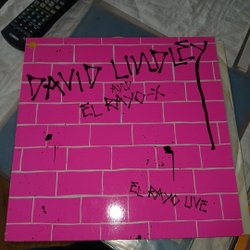 DAVID LINDLEY
AND
EL RAYO-X
EL RAYO LIVE